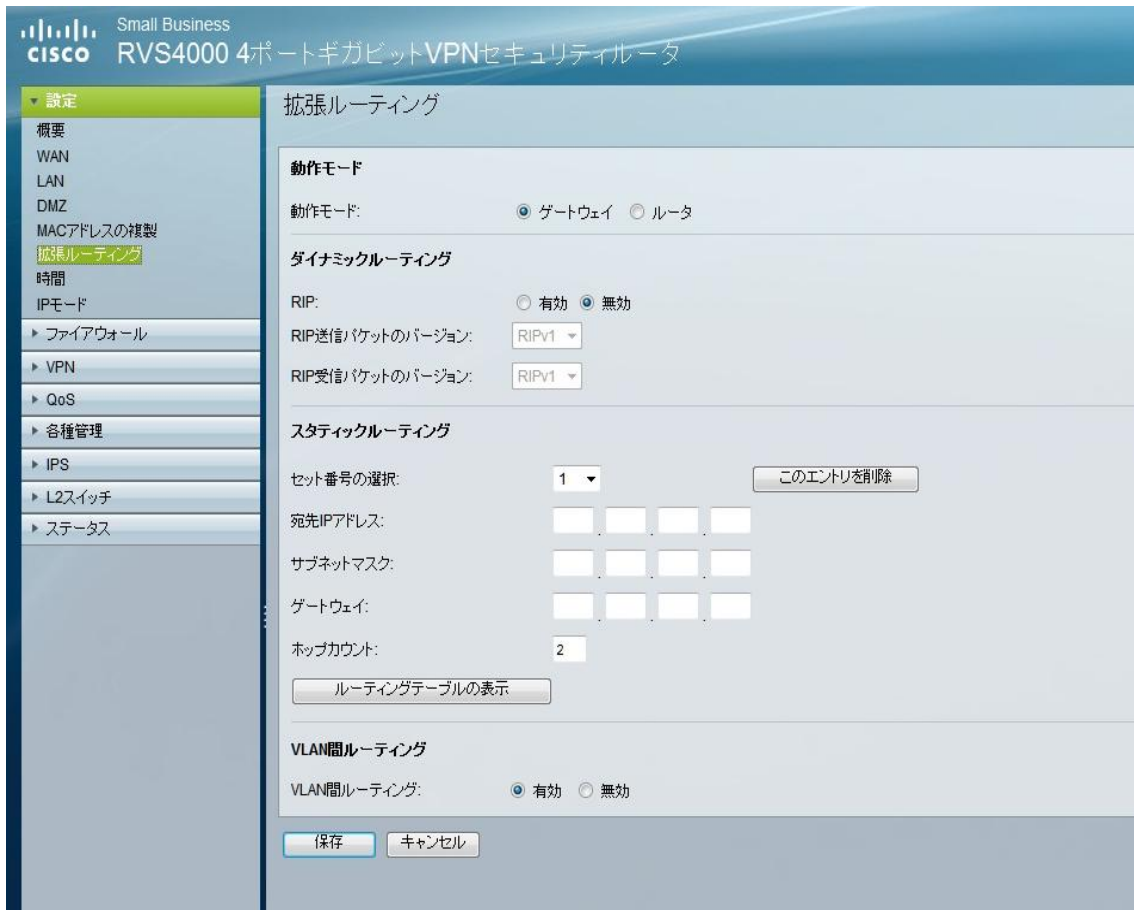 Small Business
CISCO RVS4000 4ポートギガビットVPNセキュリティルータ
設定
概要
WAN
LAN
DMZ
MACアドレスの複製
拡張ルーティング
時間
IPモード
ファイアウォール
VPN
QoS
各種管理
IPS
L2スイッチ
ステータス
拡張ルーティング
動作モード
動作モード: ゲートウェイ ルータ
ダイナミックルーティング
RIP: 有効 無効
RIP送信パケットのバージョン: RIPv1
RIP受信パケットのバージョン: RIPv1
スタティックルーティング
セット番号の選択: 1 このエントリを削除
宛先IPアドレス: . . .
サブネットマスク: . . .
ゲートウェイ: . . .
ホップカウント: 2
ルーティングテーブルの表示
VLAN間ルーティング
VLAN間ルーティング: 有効 無効
保存 キャンセル